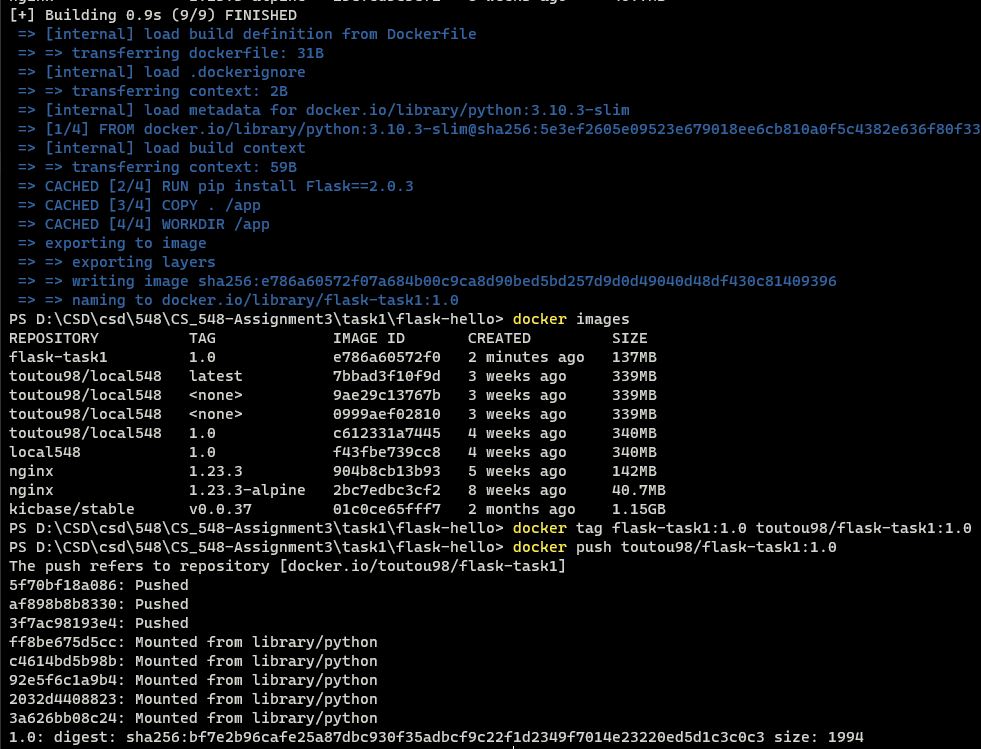 [+] Building 0.9s (9/9) FINISHED
=> [internal] load build definition from Dockerfile
=> => transferring dockerfile: 31B
=> [internal] load .dockerignore
=> => transferring context: 2B
=> [internal] load metadata for docker.io/library/python:3.10.3-slim
=> [1/4] FROM docker.io/library/python:3.10.3-slim@sha256:5e3ef2605e09523e679018ee6cb810a0f5c4382e636f80f33
=> [internal] load build context
=> => transferring context: 59B
=> CACHED [2/4] RUN pip install Flask==2.0.3
=> CACHED [3/4] COPY . /app
=> CACHED [4/4] WORKDIR /app
=> exporting to image
=> => exporting layers
=> => writing image sha256:e786a60572f07a684b00c9ca8d90bed5bd257d9d0d49040d48df430c81409396
=> => naming to docker.io/library/flask-task1:1.0
PS D:\CSD\csd\548\CS_548-Assignment3\task1\flask-hello> docker images
REPOSITORY TAG IMAGE ID CREATED SIZE
flask-task1 1.0 e786a60572f0 2 minutes ago 137MB
toutou98/local548 latest 7bbad3f10f9d 3 weeks ago 339MB
toutou98/local548 <none> 9ae29c13767b 3 weeks ago 339MB
toutou98/local548 <none> 0999aef02810 3 weeks ago 339MB
toutou98/local548 1.0 c612331a7445 4 weeks ago 340MB
local548 1.0 f43fbe739cc8 4 weeks ago 340MB
nginx 1.23.3 904b8cb13b93 5 weeks ago 142MB
nginx 1.23.3-alpine 2bc7edbc3cf2 8 weeks ago 40.7MB
kicbase/stable v0.0.37 01c0ce65fff7 2 months ago 1.15GB
PS D:\CSD\csd\548\CS_548-Assignment3\task1\flask-hello> docker tag flask-task1:1.0 toutou98/flask-task1:1.0
PS D:\CSD\csd\548\CS_548-Assignment3\task1\flask-hello> docker push toutou98/flask-task1:1.0
The push refers to repository [docker.io/toutou98/flask-task1]
5f70bf18a086: Pushed
af898b8b8330: Pushed
3f7ac98193e4: Pushed
ff8be675d5cc: Mounted from library/python
c4614bd5b98b: Mounted from library/python
92e5f6c1a9b4: Mounted from library/python
2032d4408823: Mounted from library/python
3a626bb08c24: Mounted from library/python
1.0: digest: sha256:bf7e2b96cafe25a87dbc930f35adbcf9c22f1d2349f7014e23220ed5d1c3c0c3 size: 1994